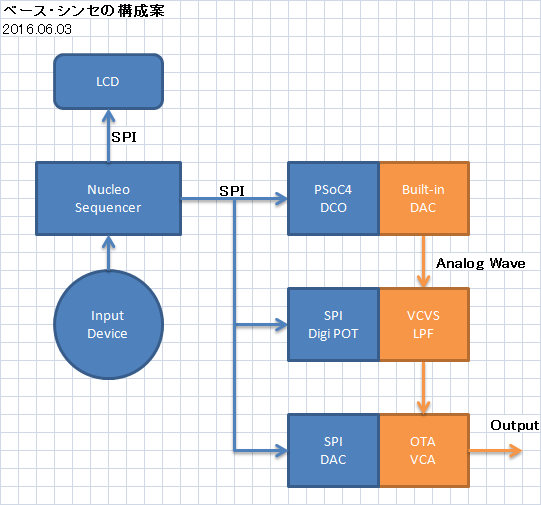 ベース・シンセの構成案
2016.06.03
LCD
SPI
Nucleo
Sequencer
SPI
PSoC4
DCO
Built-in
DAC
Analog Wave
Input
Device
SPI
Digi POT
VCVS
LPF
Output
SPI
DAC
OTA
VCA